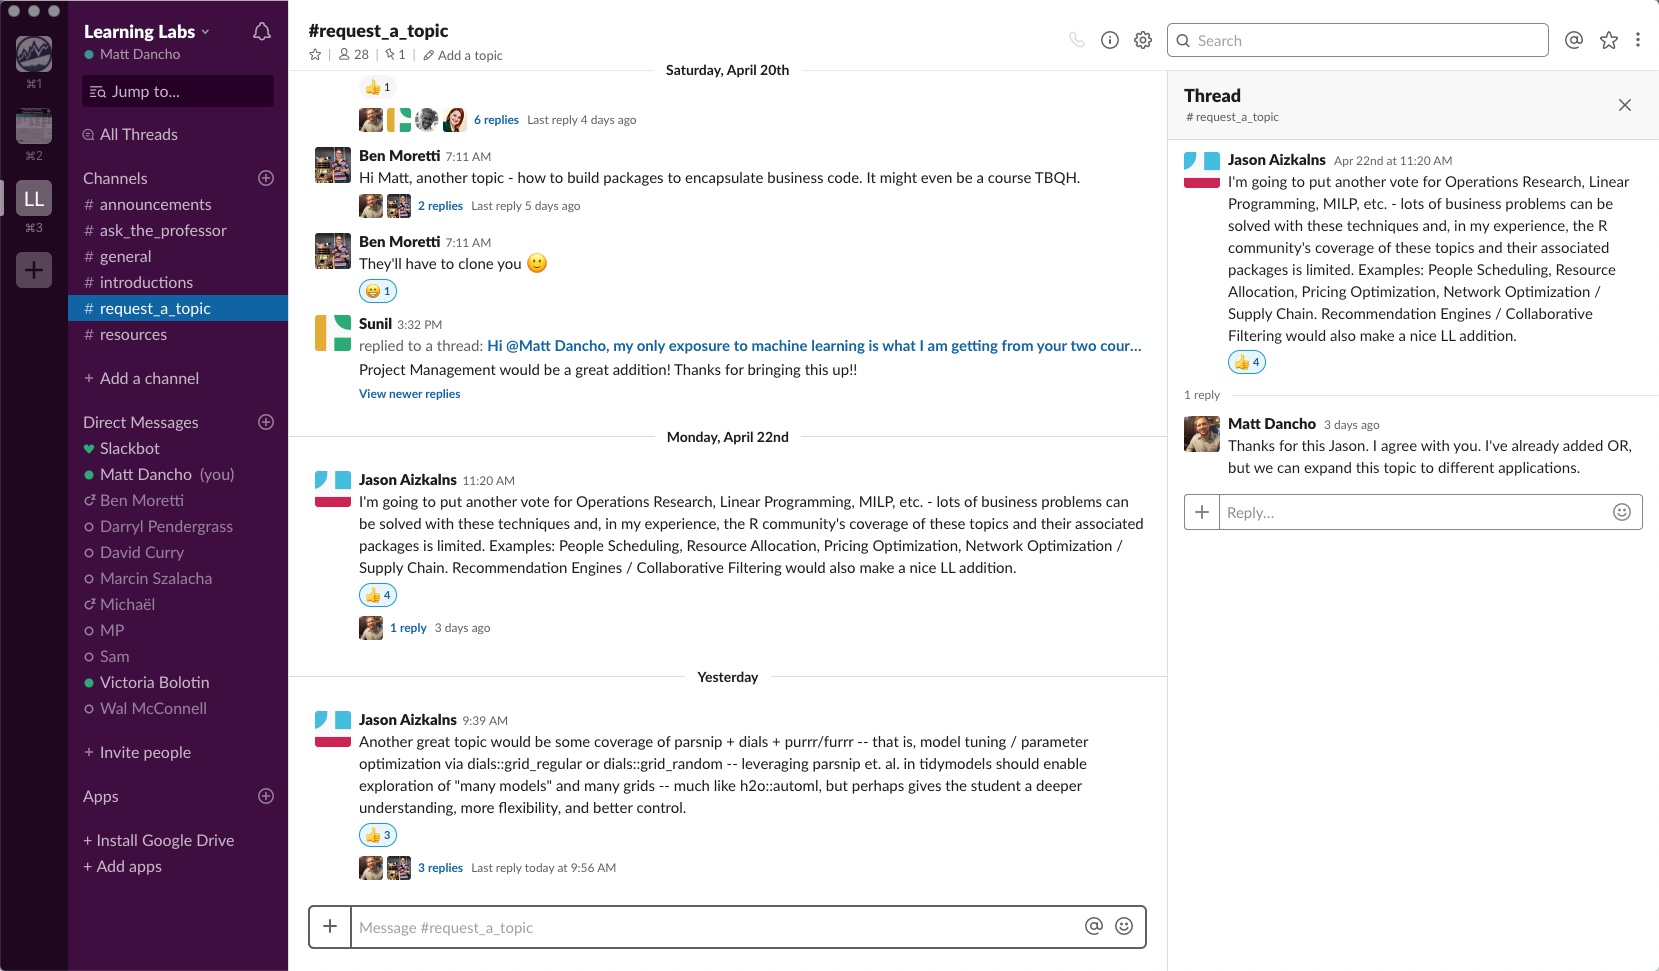 ⌘1
⌘2
LL
⌘3
Learning Labs
Matt Dancho
Jump to...
All Threads
Channels
# announcements
# ask_the_professor
# general
# introductions
# request_a_topic
# resources
+ Add a channel
Direct Messages
Slackbot
Matt Dancho (you)
Ben Moretti
Darryl Pendergrass
David Curry
Marcin Szalacha
Michaël
MP
Sam
Victoria Bolotin
Wal McConnell
+ Invite people
Apps
+ Install Google Drive
+ Add apps
#request_a_topic
28 | 1 | Add a topic
Search
Saturday, April 20th
1
6 replies Last reply 4 days ago
Ben Moretti 7:11 AM
Hi Matt, another topic - how to build packages to encapsulate business code. It might even be a course TBQH.
2 replies Last reply 5 days ago
Ben Moretti 7:11 AM
They'll have to clone you 🙂
1
Sunil 3:32 PM
replied to a thread: Hi @Matt Dancho, my only exposure to machine learning is what I am getting from your two cour...
Project Management would be a great addition! Thanks for bringing this up!!
View newer replies
Monday, April 22nd
Jason Aizkalns 11:20 AM
I'm going to put another vote for Operations Research, Linear Programming, MILP, etc. - lots of business problems can
be solved with these techniques and, in my experience, the R community's coverage of these topics and their associated
packages is limited. Examples: People Scheduling, Resource Allocation, Pricing Optimization, Network Optimization /
Supply Chain. Recommendation Engines / Collaborative Filtering would also make a nice LL addition.
4
1 reply 3 days ago
Yesterday
Jason Aizkalns 9:39 AM
Another great topic would be some coverage of parsnip + dials + purrr/furrr -- that is, model tuning / parameter
optimization via dials::grid_regular or dials::grid_random -- leveraging parsnip et. al. in tidymodels should enable
exploration of "many models" and many grids -- much like h2o::automl, but perhaps gives the student a deeper
understanding, more flexibility, and better control.
3
3 replies Last reply today at 9:56 AM
Message #request_a_topic
Thread
# request_a_topic
Jason Aizkalns Apr 22nd at 11:20 AM
I'm going to put another vote for Operations Research, Linear
Programming, MILP, etc. - lots of business problems can be
solved with these techniques and, in my experience, the R
community's coverage of these topics and their associated
packages is limited. Examples: People Scheduling, Resource
Allocation, Pricing Optimization, Network Optimization /
Supply Chain. Recommendation Engines / Collaborative
Filtering would also make a nice LL addition.
4
1 reply
Matt Dancho 3 days ago
Thanks for this Jason. I agree with you. I've already added OR,
but we can expand this topic to different applications.
Reply...